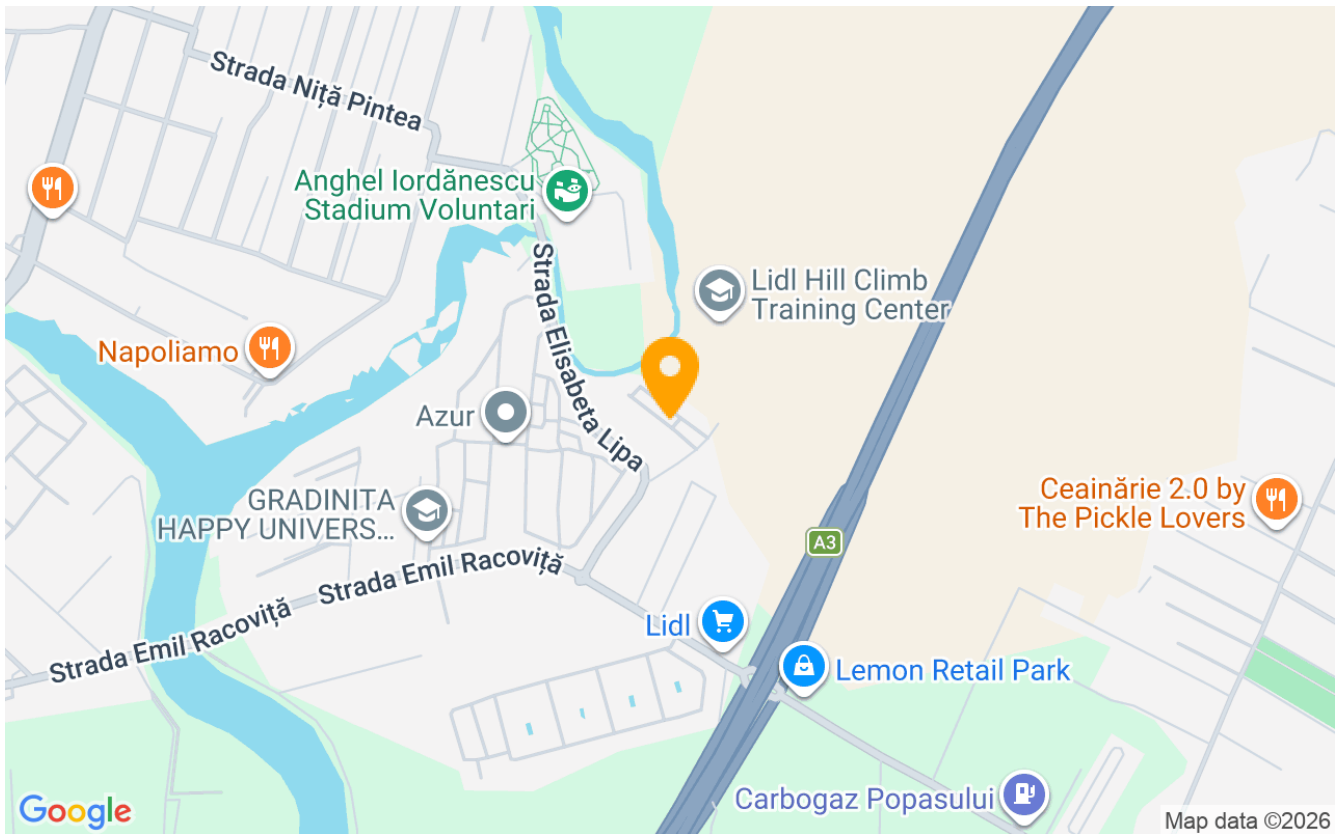 Strada Niță Pintea
Anghel Iordănescu
Stadium Voluntari
Strada Elisabeta Lipa
Lidl Hill Climb
Training Center
Napoliamo
Azur
GRADINITA
HAPPY UNIVERS...
Ceainărie 2.0 by
The Pickle Lovers
A3
Strada Emil Racoviță
Strada Emil Racoviță
Lidl
Lemon Retail Park
Carbogaz Popasului
Google
Map data ©2026